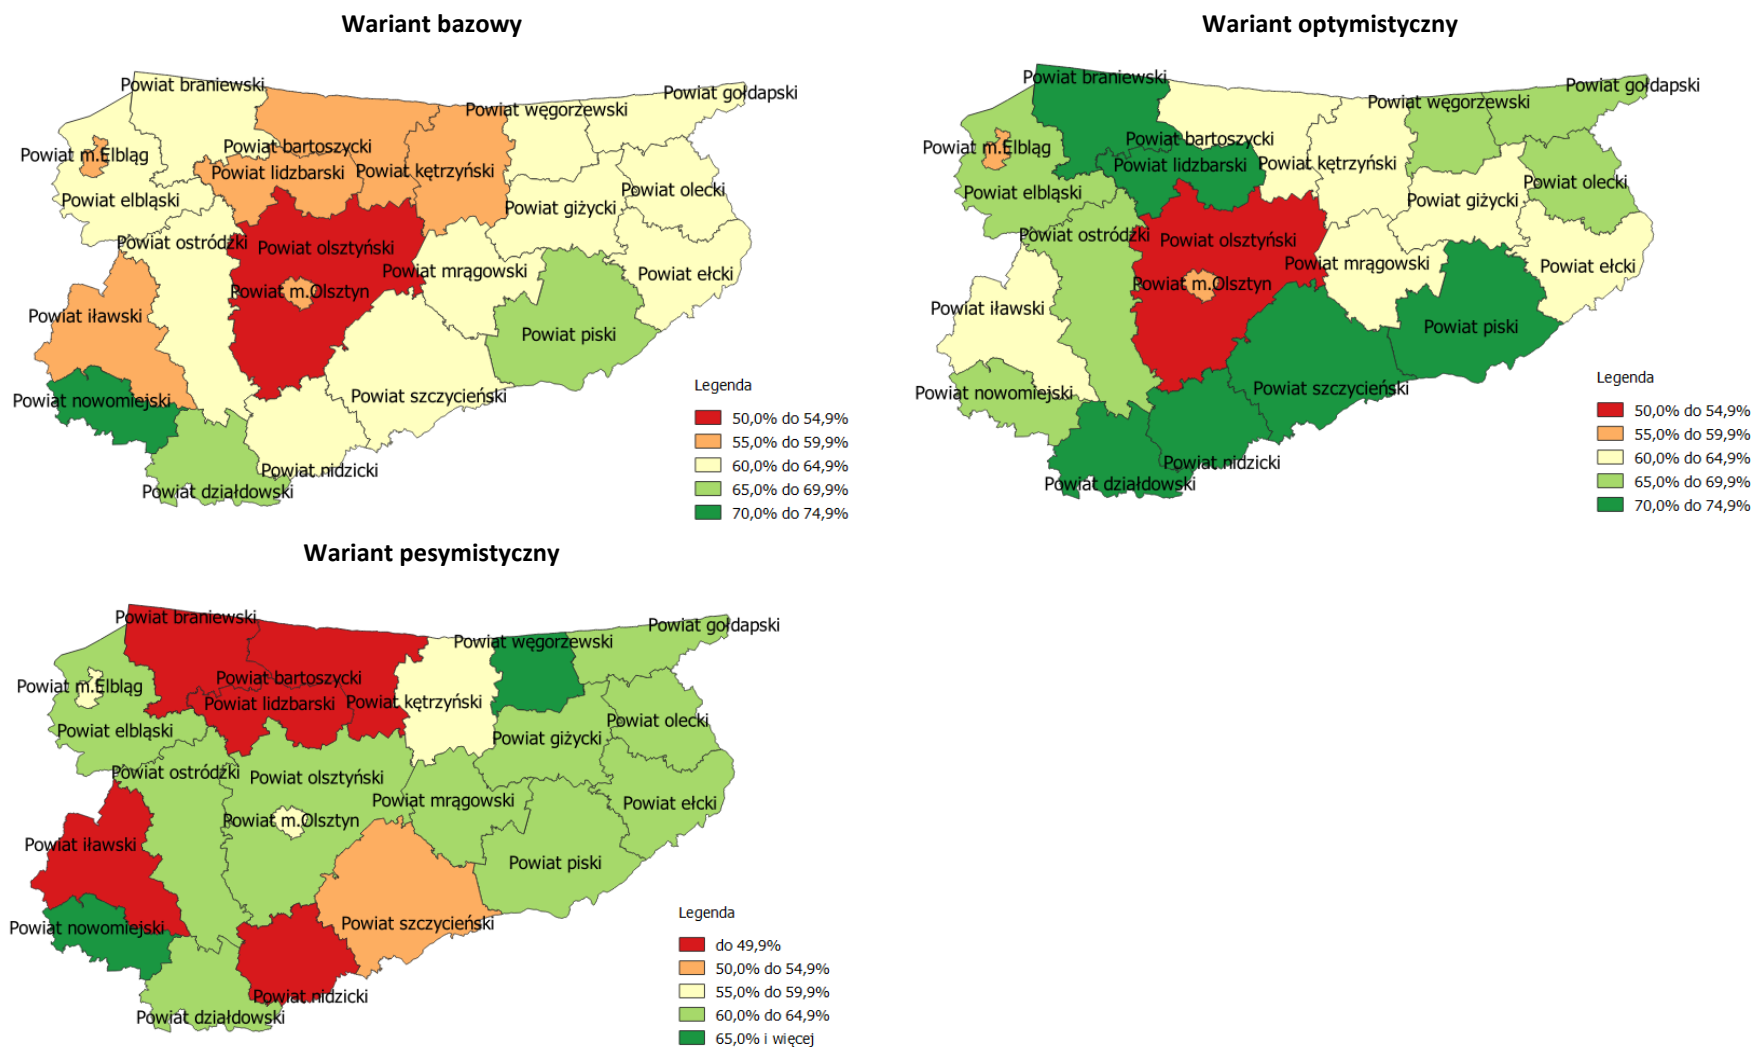 Wariant bazowy
Powiat braniewski
Powiat gołdapski
Powiat węgorzewski
Powiat m.Elbląg
Powiat bartoszycki
Powiat lidzbarski
Powiat kętrzyński
Powiat olecki
Powiat elbląski
Powiat giżycki
Powiat ostródzki
Powiat olsztyński
Powiat mrągowski
Powiat ełcki
Powiat m.Olsztyn
Powiat iławski
Powiat piski
Powiat nowomiejski
Powiat szczycieński
Powiat nidzicki
Powiat działdowski
Legenda
50,0% do 54,9%
55,0% do 59,9%
60,0% do 64,9%
65,0% do 69,9%
70,0% do 74,9%
Wariant optymistyczny
Powiat braniewski
Powiat gołdapski
Powiat węgorzewski
Powiat m.Elbląg
Powiat bartoszycki
Powiat lidzbarski
Powiat kętrzyński
Powiat olecki
Powiat elbląski
Powiat giżycki
Powiat ostródzki
Powiat olsztyński
Powiat mrągowski
Powiat ełcki
Powiat m.Olsztyn
Powiat iławski
Powiat piski
Powiat nowomiejski
Powiat szczycieński
Powiat nidzicki
Powiat działdowski
Legenda
50,0% do 54,9%
55,0% do 59,9%
60,0% do 64,9%
65,0% do 69,9%
70,0% do 74,9%
Wariant pesymistyczny
Powiat braniewski
Powiat gołdapski
Powiat węgorzewski
Powiat m.Elbląg
Powiat bartoszycki
Powiat lidzbarski
Powiat kętrzyński
Powiat olecki
Powiat elbląski
Powiat giżycki
Powiat ostródzki
Powiat olsztyński
Powiat mrągowski
Powiat ełcki
Powiat m.Olsztyn
Powiat iławski
Powiat piski
Powiat nowomiejski
Powiat szczycieński
Powiat nidzicki
Powiat działdowski
Legenda
do 49,9%
50,0% do 54,9%
55,0% do 59,9%
60,0% do 64,9%
65,0% i więcej